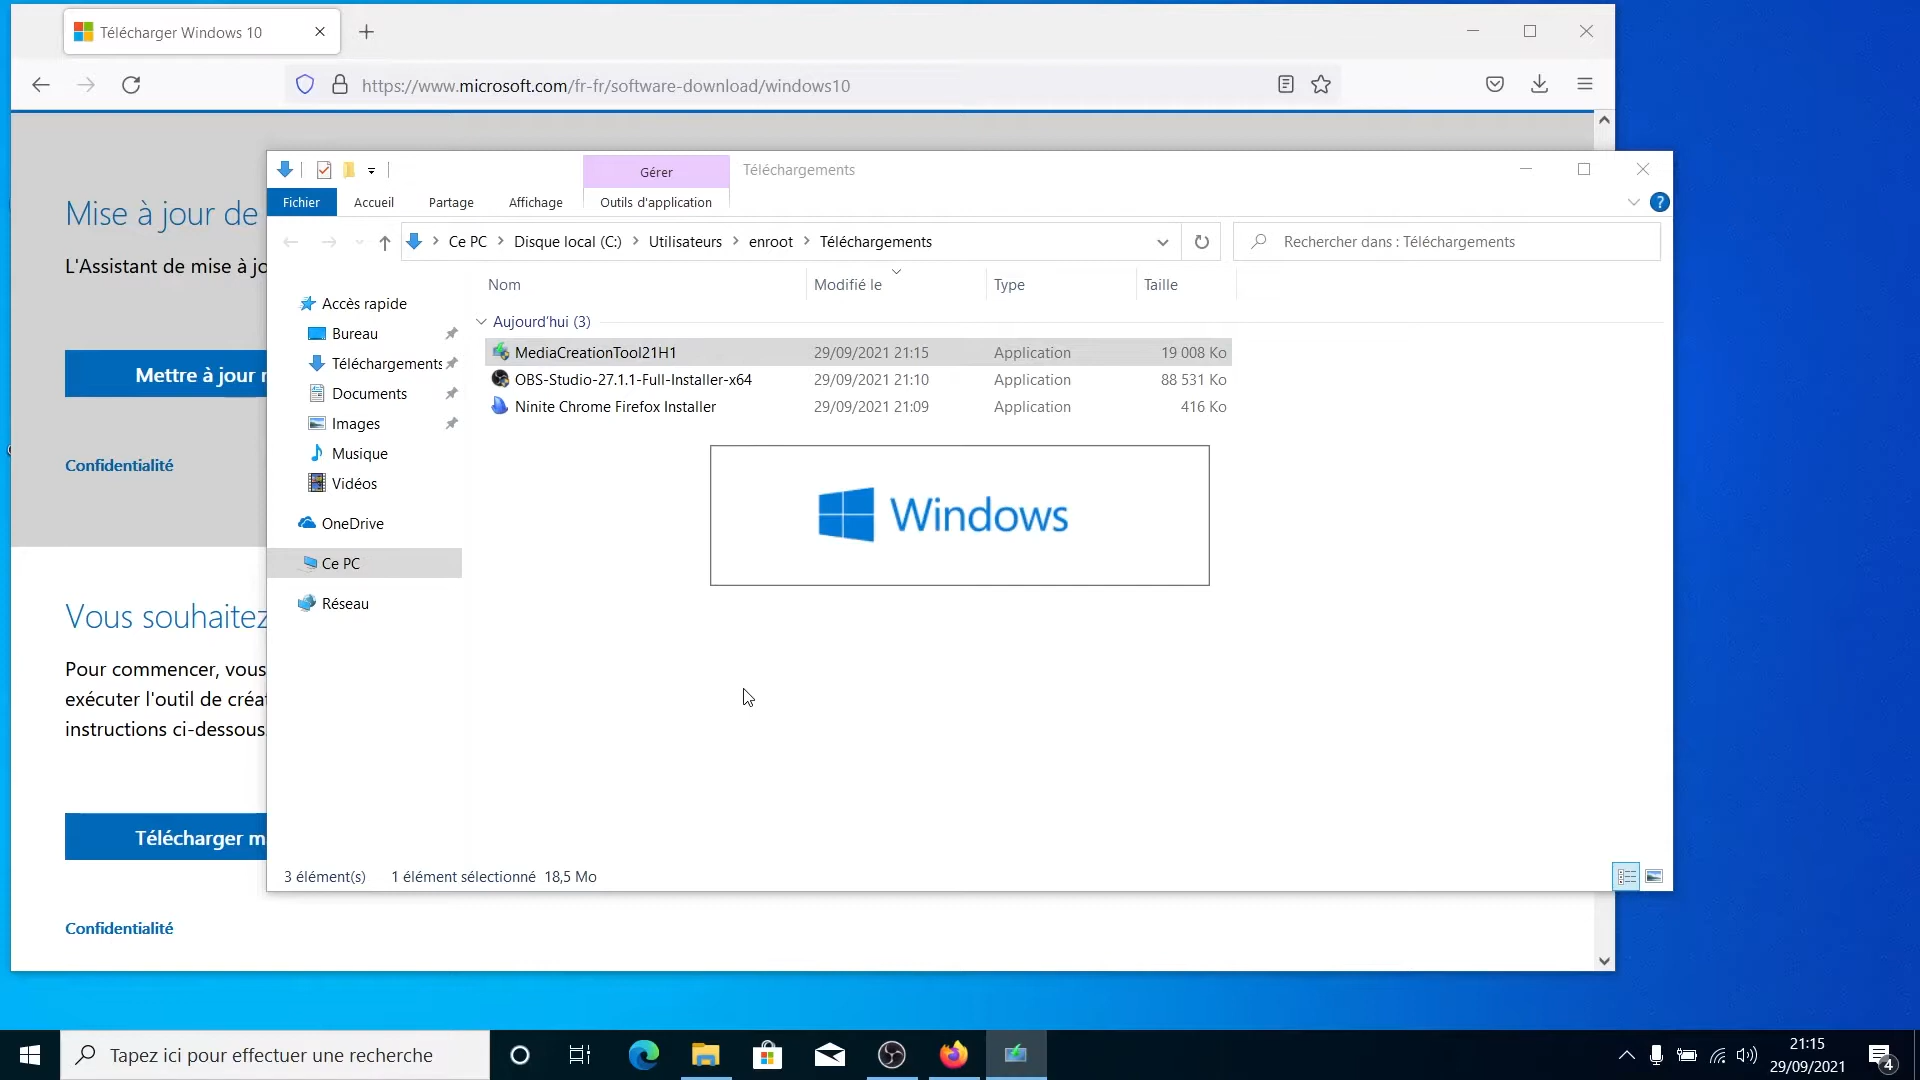 Télécharger Windows 10
https://www.microsoft.com/fr-fr/software-download/windows10
Mise à jour de
L'Assistant de mise à jo
Mettre à jour
Confidentialité
Vous souhaitez
Pour commencer, vous
exécuter l'outil de créat
instructions ci-dessous.
Télécharger
Confidentialité
Gérer
Téléchargements
Fichier
Accueil
Partage
Affichage
Outils d'application
Ce PC > Disque local (C:) > Utilisateurs > enroot > Téléchargements
Rechercher dans : Téléchargements
Nom
Modifié le
Type
Taille
Accès rapide
Bureau
Téléchargements
Documents
Images
Musique
Vidéos
OneDrive
Ce PC
Réseau
Aujourd'hui (3)
MediaCreationTool21H1 29/09/2021 21:15 Application 19 008 Ko
OBS-Studio-27.1.1-Full-Installer-x64 29/09/2021 21:10 Application 88 531 Ko
Ninite Chrome Firefox Installer 29/09/2021 21:09 Application 416 Ko
Windows
3 élément(s) 1 élément sélectionné 18,5 Mo
Tapez ici pour effectuer une recherche
21:15
29/09/2021
4